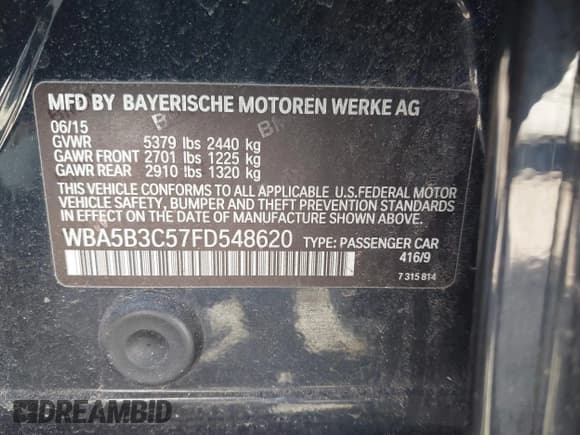 MFD BY BAYERISCHE MOTOREN WERKE AG
06/15
GVWR 5379 lbs 2440 kg
GAWR FRONT 2701 lbs 1225 kg
GAWR REAR 2910 lbs 1320 kg
THIS VEHICLE CONFORMS TO ALL APPLICABLE U.S.FEDERAL MOTOR
VEHICLE SAFETY, BUMPER AND THEFT PREVENTION STANDARDS
IN EFFECT ON THE DATE OF MANUFACTURE SHOWN ABOVE.
WBA5B3C57FD548620 TYPE: PASSENGER CAR
416/9
7 315 814
DREAMBID